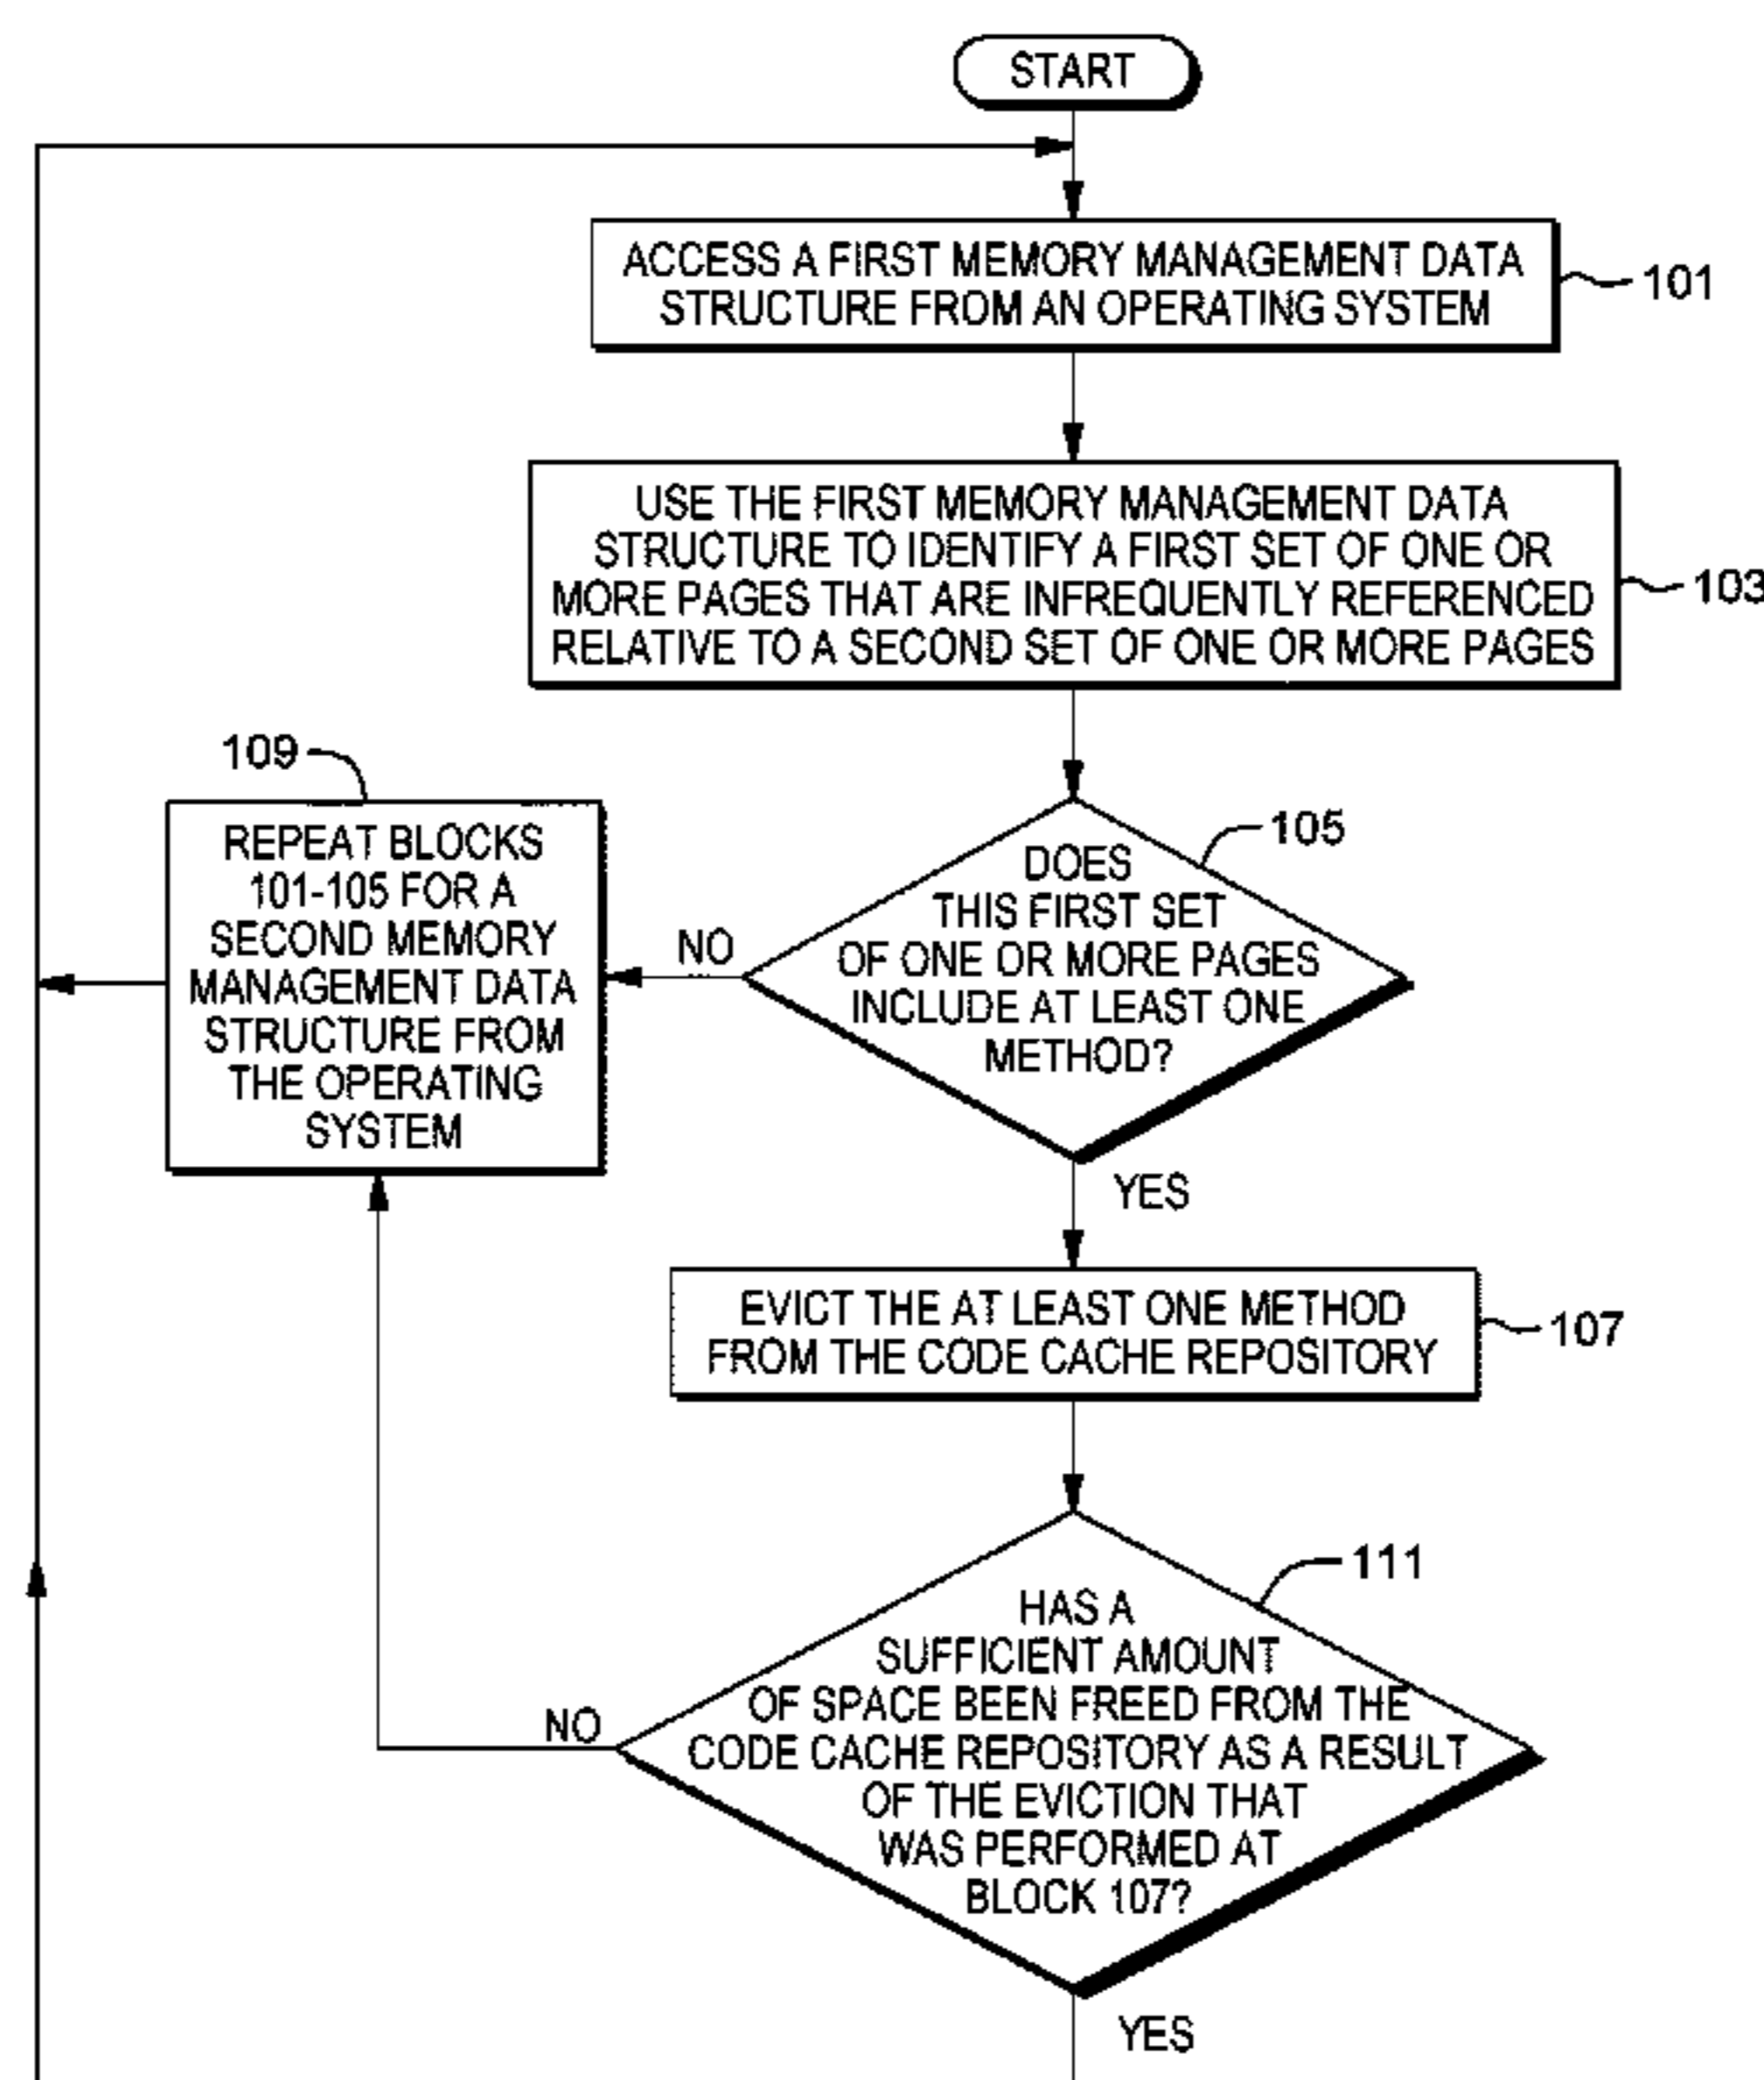 START
ACCESS A FIRST MEMORY MANAGEMENT DATA
STRUCTURE FROM AN OPERATING SYSTEM
101
USE THE FIRST MEMORY MANAGEMENT DATA
STRUCTURE TO IDENTIFY A FIRST SET OF ONE OR
MORE PAGES THAT ARE INFREQUENTLY REFERENCED
RELATIVE TO A SECOND SET OF ONE OR MORE PAGES
103
109
REPEAT BLOCKS
101-105 FOR A
SECOND MEMORY
MANAGEMENT DATA
STRUCTURE FROM
THE OPERATING
SYSTEM
NO
105
DOES
THIS FIRST SET
OF ONE OR MORE PAGES
INCLUDE AT LEAST ONE
METHOD?
YES
EVICT THE AT LEAST ONE METHOD
FROM THE CODE CACHE REPOSITORY
107
111
HAS A
SUFFICIENT AMOUNT
OF SPACE BEEN FREED FROM THE
CODE CACHE REPOSITORY AS A RESULT
OF THE EVICTION THAT
WAS PERFORMED AT
BLOCK 107?
NO
YES